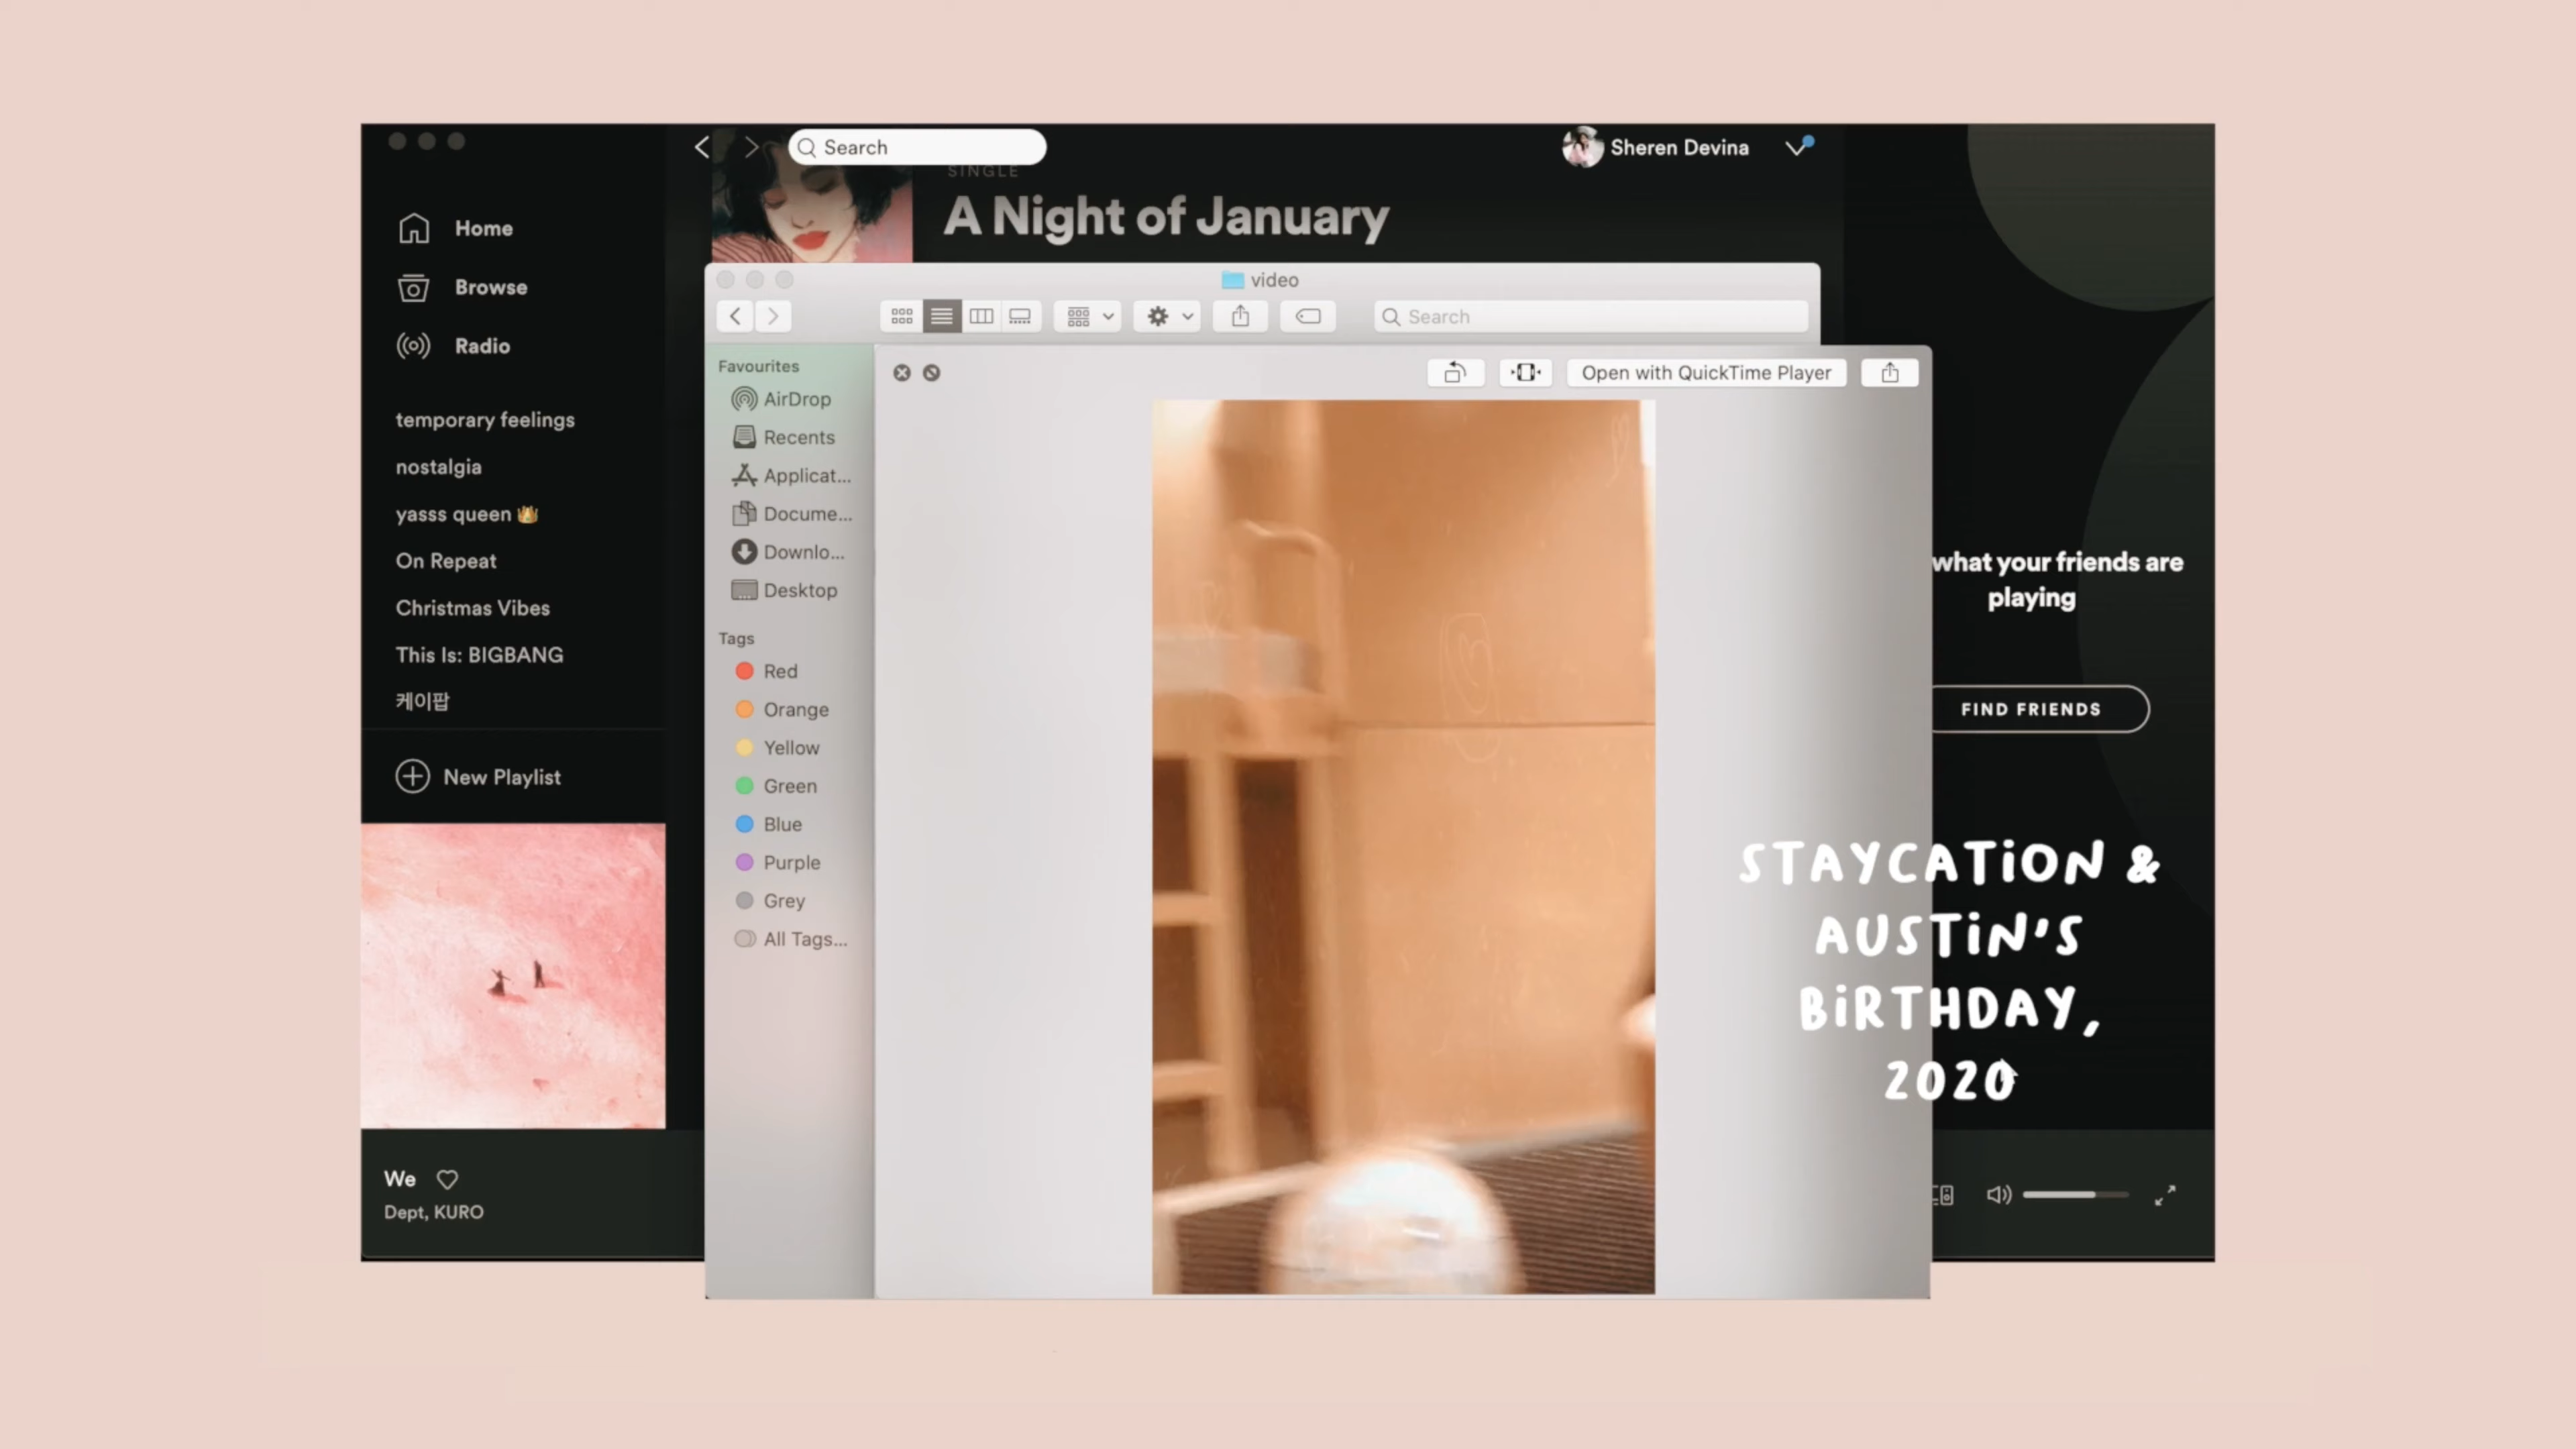 Search
Sheren Devina
SINGLE
A Night of January
Home
Browse
Radio
temporary feelings
nostalgia
yasss queen 👑
On Repeat
Christmas Vibes
This Is: BIGBANG
케이팝
New Playlist
We
Dept, KURO
video
Search
Favourites
AirDrop
Recents
Applicat...
Docume...
Downlo...
Desktop
Tags
Red
Orange
Yellow
Green
Blue
Purple
Grey
All Tags...
Open with QuickTime Player
what your friends are
playing
FIND FRIENDS
STAYCATiON &
AUSTiN'S
BiRTHDAY,
2020